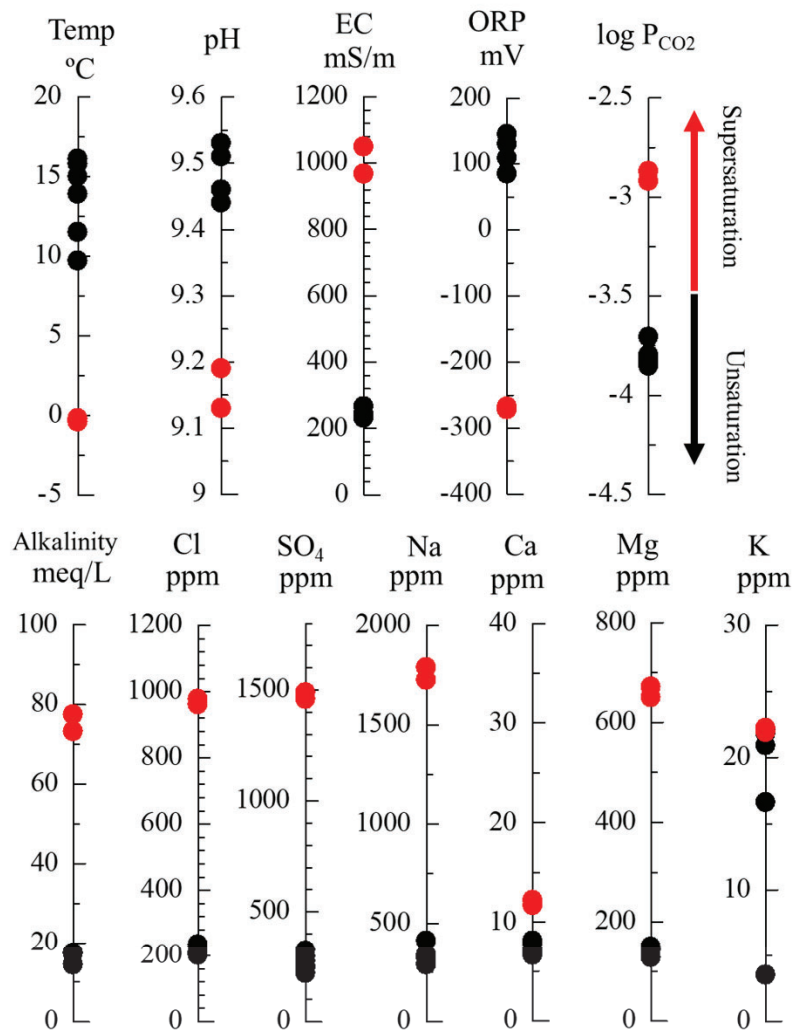 Temp
ºC
pH
EC
mS/m
ORP
mV
log P_CO2
20
15
10
5
0
-5
9.6
9.5
9.4
9.3
9.2
9.1
9
1200
1000
800
600
400
200
0
200
100
0
-100
-200
-300
-400
-2.5
-3
-3.5
-4
-4.5
Supersaturation
Unsaturation
Alkalinity
meq/L
Cl
ppm
SO4
ppm
Na
ppm
Ca
ppm
Mg
ppm
K
ppm
100
80
60
40
20
0
1200
1000
800
600
400
200
0
1500
1000
500
0
2000
1500
1000
500
0
40
30
20
10
0
800
600
400
200
0
30
20
10
0